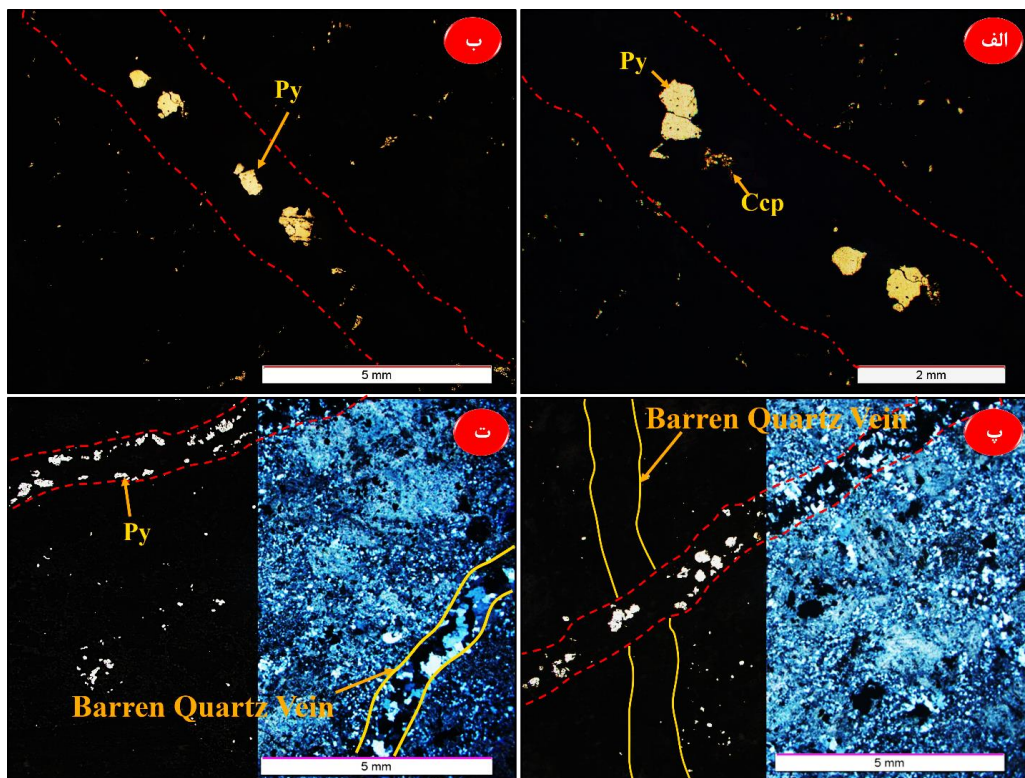 الف
Py
Ccp
2 mm
ب
Py
5 mm
پ
Barren Quartz Vein
5 mm
ت
Py
Barren Quartz Vein
5 mm